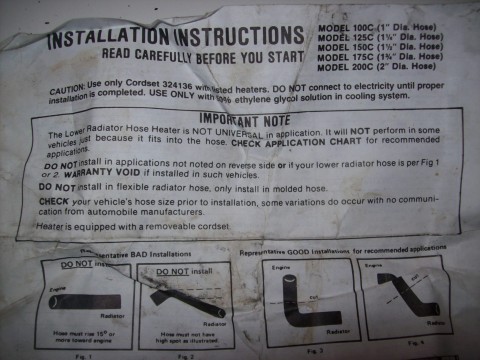 INSTALLATION INSTRUCTIONS
READ CAREFULLY BEFORE YOU START
MODEL 100C (1" Dia. Hose)
MODEL 125C (1¼" Dia. Hose)
MODEL 150C (1½" Dia. Hose)
MODEL 175C (1¾" Dia. Hose)
MODEL 200C (2" Dia. Hose)
CAUTION: Use only Cordset 324136 with listed heaters. DO NOT connect to electricity until proper
installation is completed. USE ONLY with 50% ethylene glycol solution in cooling system.
IMPORTANT NOTE
The Lower Radiator Hose Heater is NOT UNIVERSAL in application. It will NOT perform in some
vehicles just because it fits into the hose. CHECK APPLICATION CHART for recommended
applications.
DO NOT install in applications not noted on reverse side or if your lower radiator hose is per Fig 1
or 2. WARRANTY VOID if installed in such vehicles.
DO NOT install in flexible radiator hose, only install in molded hose.
CHECK your vehicle's hose size prior to installation, some variations do occur with no communi-
cation from automobile manufacturers.
Heater is equipped with a removeable cordset.
Representative BAD Installations
DO NOT install
Engine
Radiator
Hose must rise 15° or
more toward engine
Fig. 1
DO NOT install
Hose must not have
high spot as illustrated
Fig. 2
Representative GOOD Installations for recommended applications
Engine
CUT
Radiator
Fig. 3
Engine
CUT
Radiator
Fig. 4